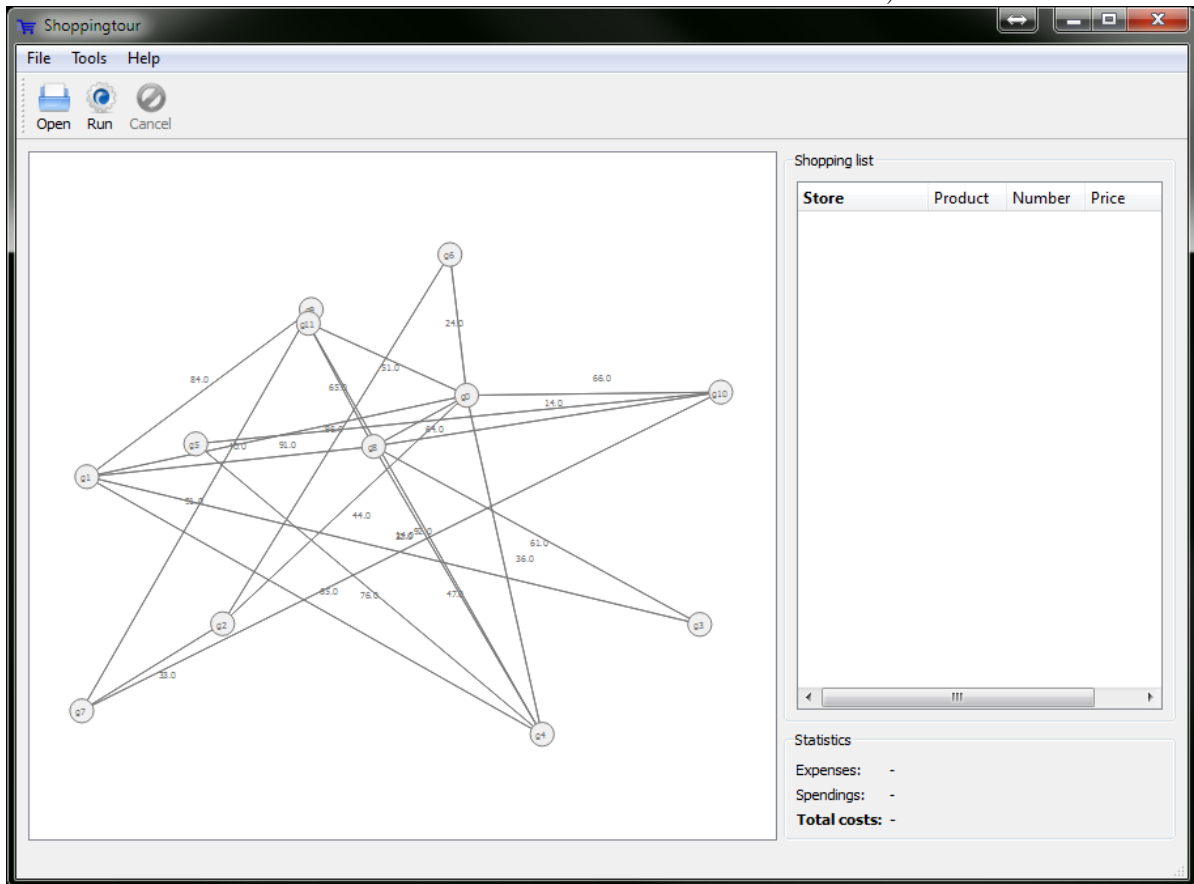 Shoppingtour
File Tools Help
Open Run Cancel
Shopping list
Store Product Number Price
g6
g11
24.0
51.0
84.0
65.0
66.0
g0
14.0
g10
g5
91.0
64.0
g8
g1
44.0
61.0
36.0
76.0
47.0
g2
g3
33.0
g7
g4
Statistics
Expenses: -
Spendings: -
Total costs: -